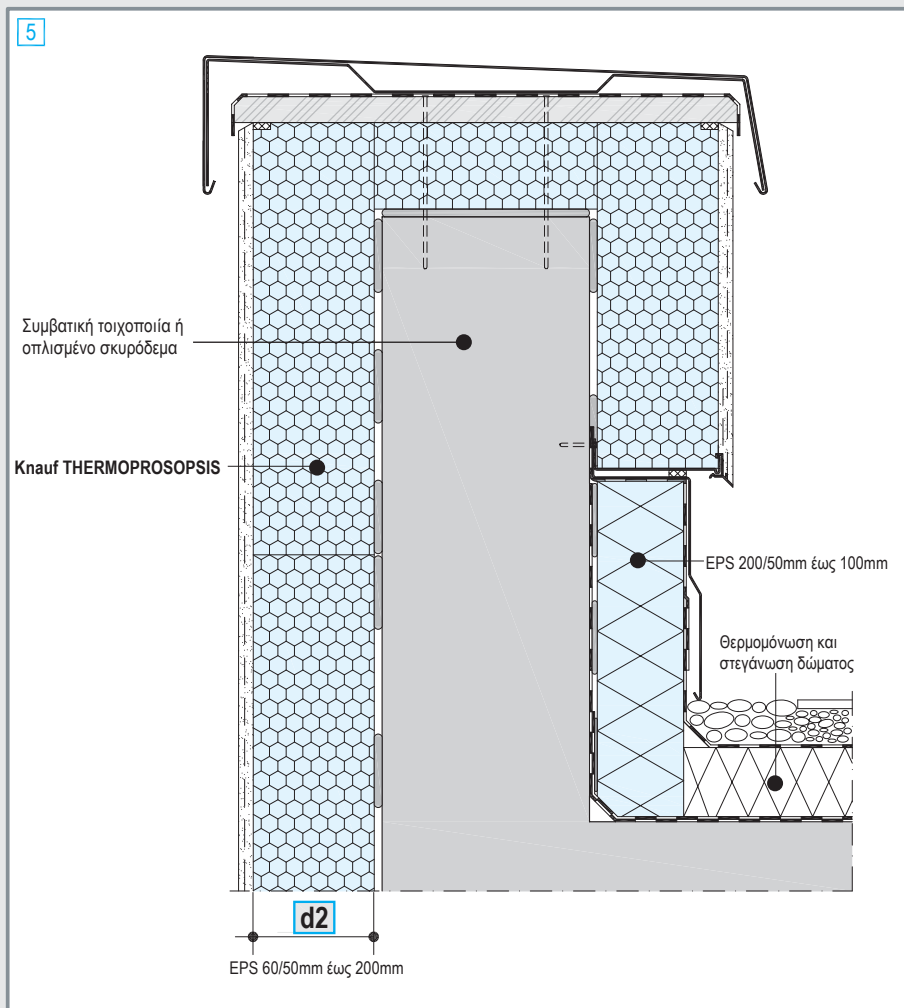 5
Συμβατική τοιχοποιία ή
οπλισμένο σκυρόδεμα
Knauf THERMOPROSOPSIS
EPS 200/50mm έως 100mm
Θερμομόνωση και
στεγάνωση δώματος
d2
EPS 60/50mm έως 200mm